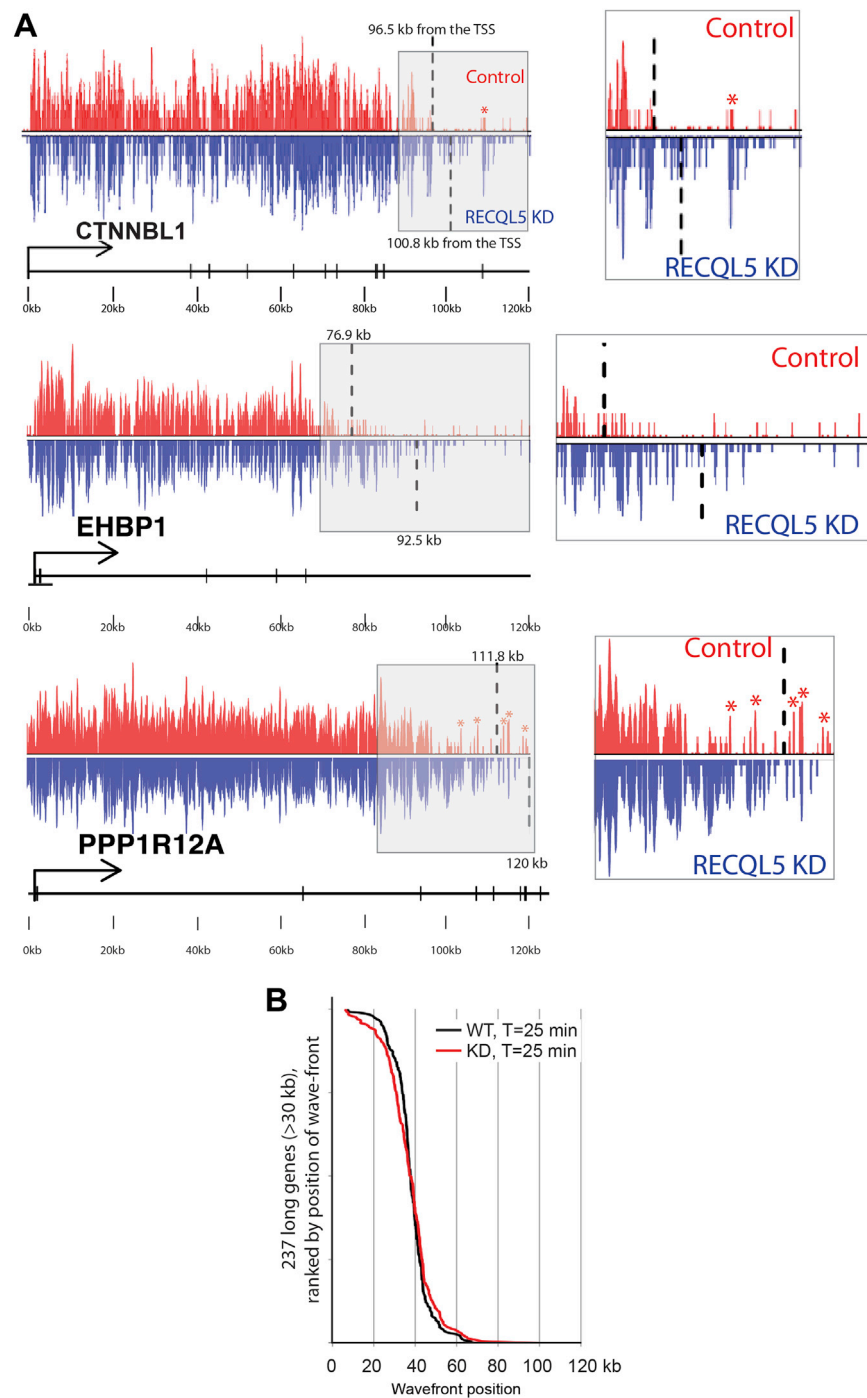 A
96.5 kb from the TSS
Control
*
RECQL5 KD
100.8 kb from the TSS
CTNNBL1
0kb 20kb 40kb 60kb 80kb 100kb 120kb
Control
*
RECQL5 KD
76.9 kb
92.5 kb
EHBP1
0kb 20kb 40kb 60kb 80kb 100kb 120kb
Control
RECQL5 KD
111.8 kb
* * * * *
120 kb
PPP1R12A
0kb 20kb 40kb 60kb 80kb 100kb 120kb
Control
* * * * *
RECQL5 KD
B
WT, T=25 min
KD, T=25 min
237 long genes (>30 kb),
ranked by position of wave-front
0 20 40 60 80 100 120 kb
Wavefront position